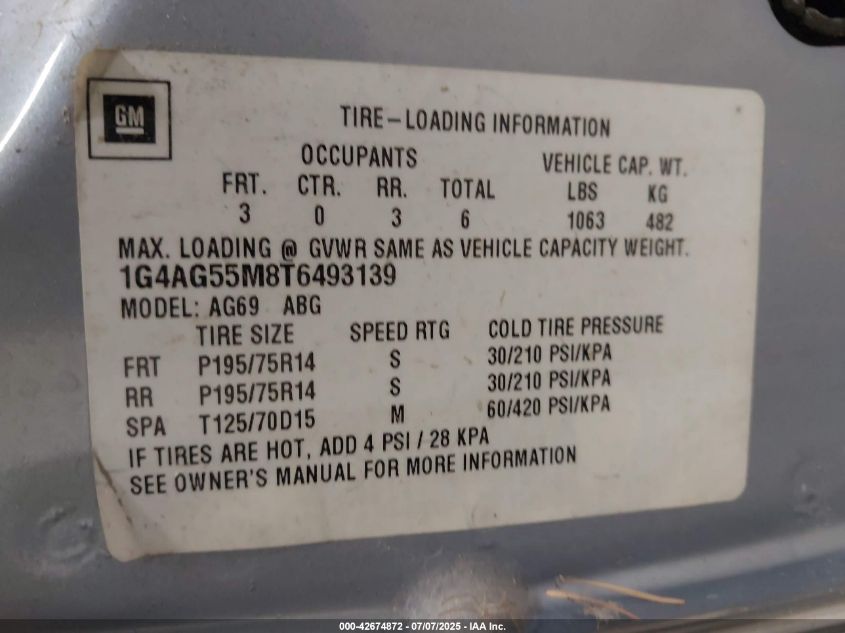 GM
TIRE-LOADING INFORMATION
OCCUPANTS VEHICLE CAP. WT.
FRT. CTR. RR. TOTAL LBS KG
3 0 3 6 1063 482
MAX. LOADING @ GVWR SAME AS VEHICLE CAPACITY WEIGHT.
1G4AG55M8T6493139
MODEL: AG69 ABG
TIRE SIZE SPEED RTG COLD TIRE PRESSURE
FRT P195/75R14 S 30/210 PSI/KPA
RR P195/75R14 S 30/210 PSI/KPA
SPA T125/70D15 M 60/420 PSI/KPA
IF TIRES ARE HOT, ADD 4 PSI / 28 KPA
SEE OWNER'S MANUAL FOR MORE INFORMATION
000-42674872 - 07/07/2025 - IAA Inc.